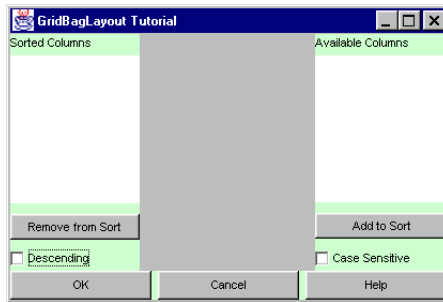 GridBagLayout Tutorial
Sorted Columns Available Columns
Remove from Sort Add to Sort
Descending Case Sensitive
OK Cancel Help